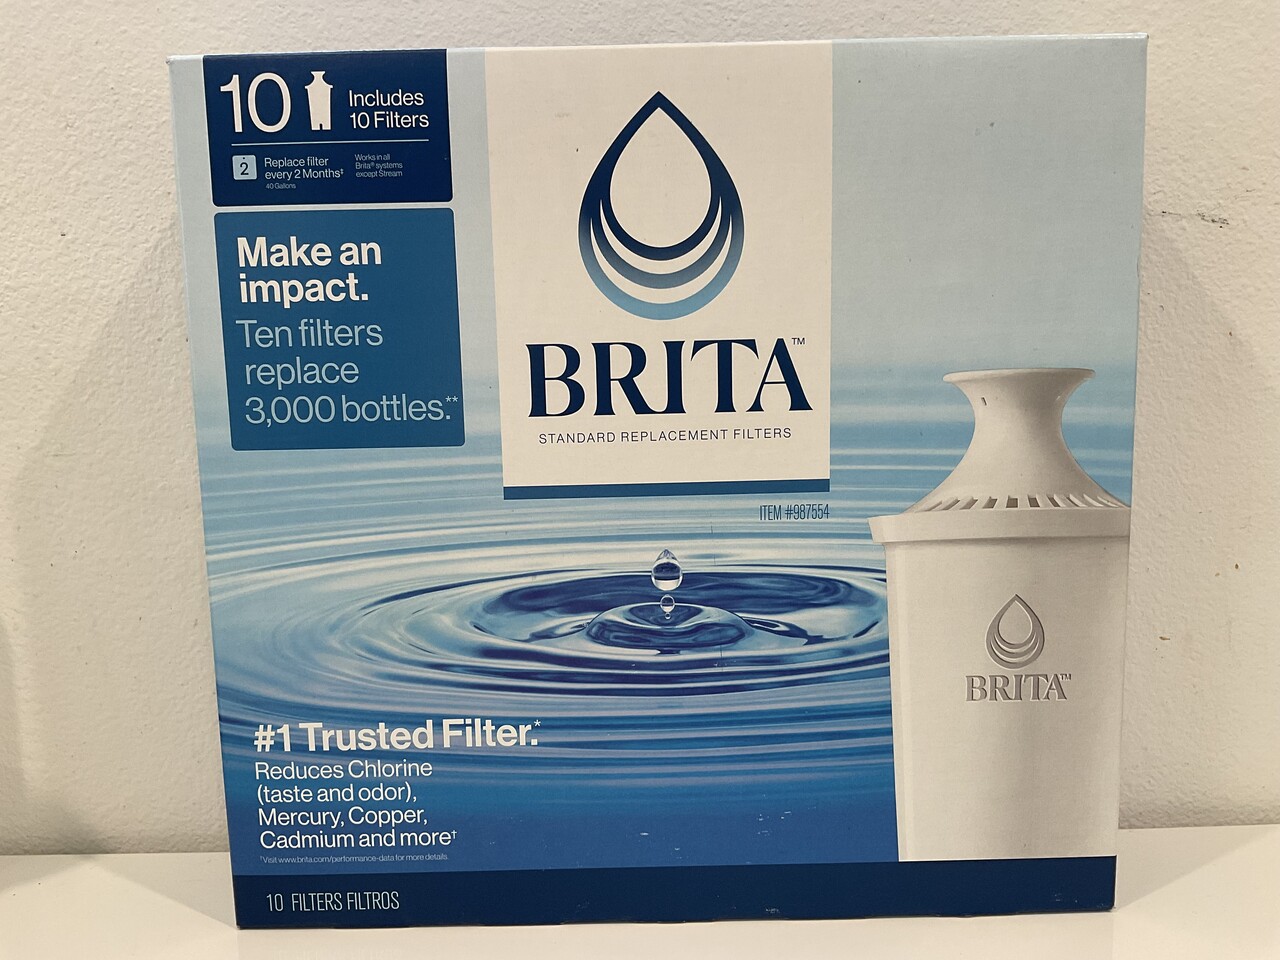 10
Includes
10 Filters
2
Replace filter
every 2 Months‡
40 Gallons
Works in all
Brita® systems
except Stream
Make an
impact.
Ten filters
replace
3,000 bottles.**
BRITA™
STANDARD REPLACEMENT FILTERS
ITEM #987554
BRITA™
#1 Trusted Filter.*
Reduces Chlorine
(taste and odor),
Mercury, Copper,
Cadmium and more†
†Visit www.brita.com/performance-data for more details.
10 FILTERS FILTROS